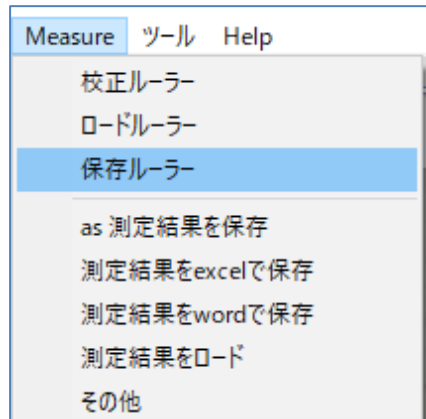 Measure ツール Help
校正ルーラー
ロードルーラー
保存ルーラー
as 測定結果を保存
測定結果をexcelで保存
測定結果をwordで保存
測定結果をロード
その他